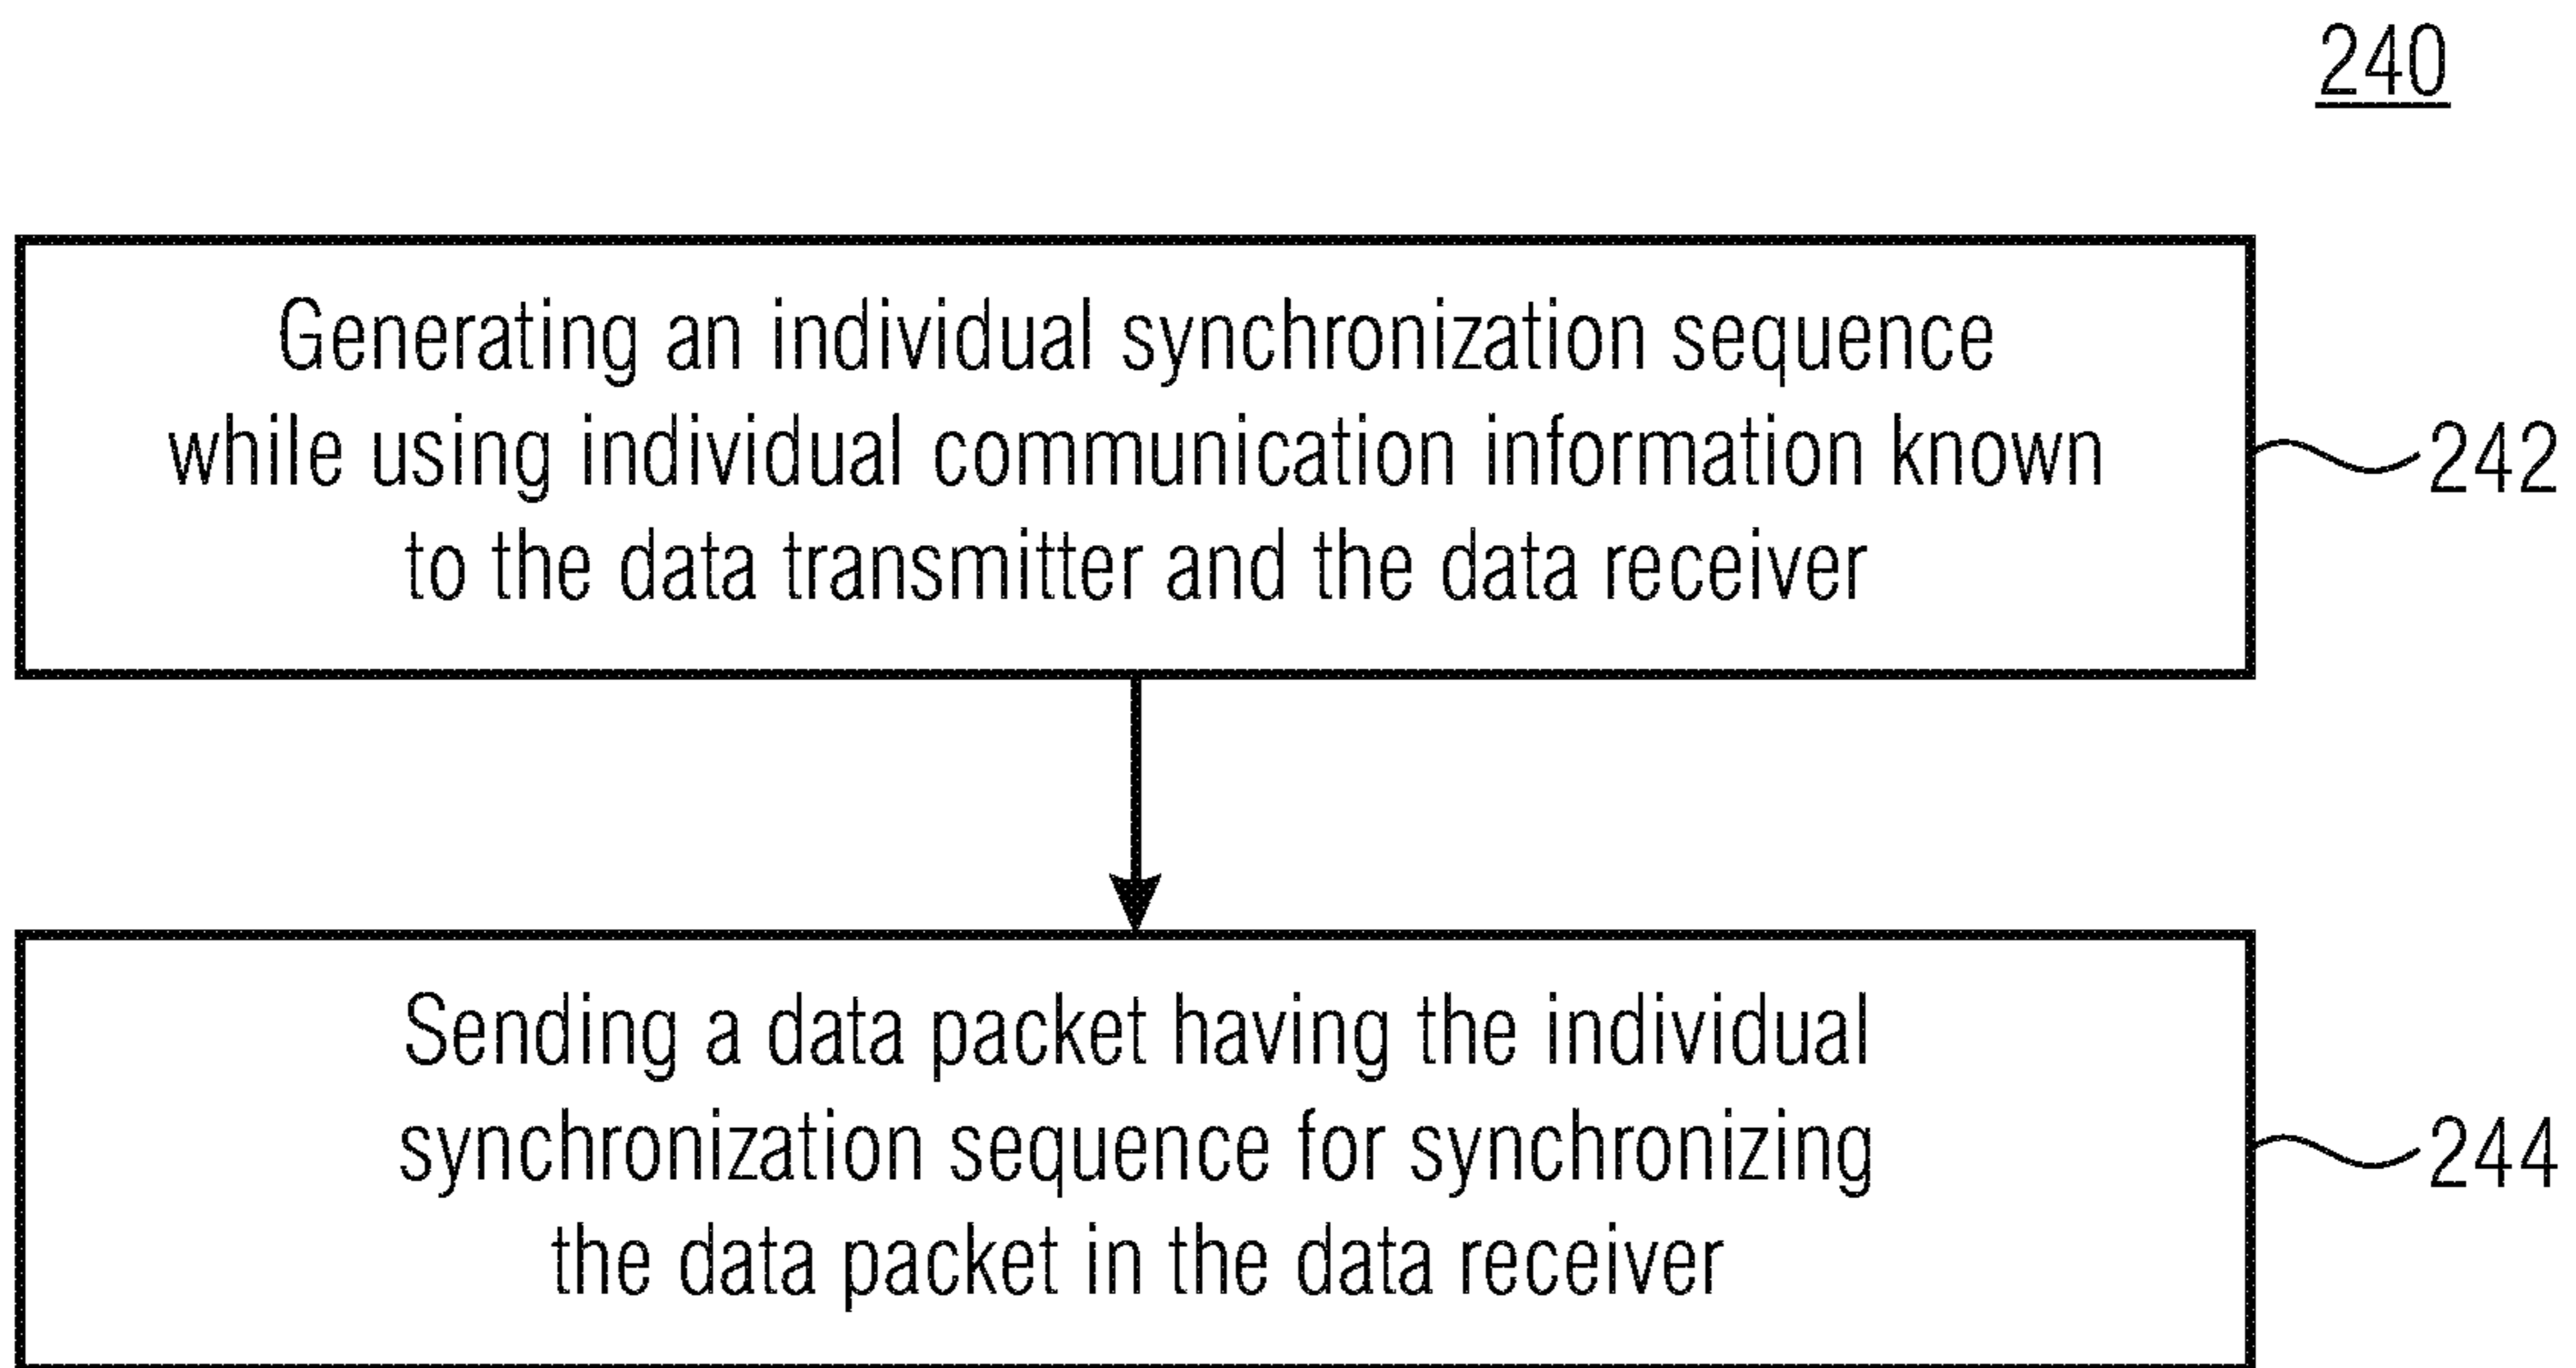 240
Generating an individual synchronization sequence
while using individual communication information known
to the data transmitter and the data receiver
242
Sending a data packet having the individual
synchronization sequence for synchronizing
the data packet in the data receiver
244